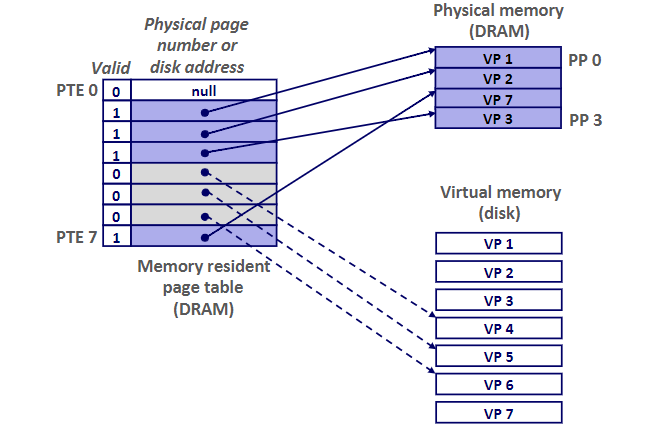 Physical page
number or
disk address
Valid
PTE 0
0
null
1
1
1
0
0
0
PTE 7
1
Memory resident
page table
(DRAM)
Physical memory
(DRAM)
VP 1
PP 0
VP 2
VP 7
VP 3
PP 3
Virtual memory
(disk)
VP 1
VP 2
VP 3
VP 4
VP 5
VP 6
VP 7